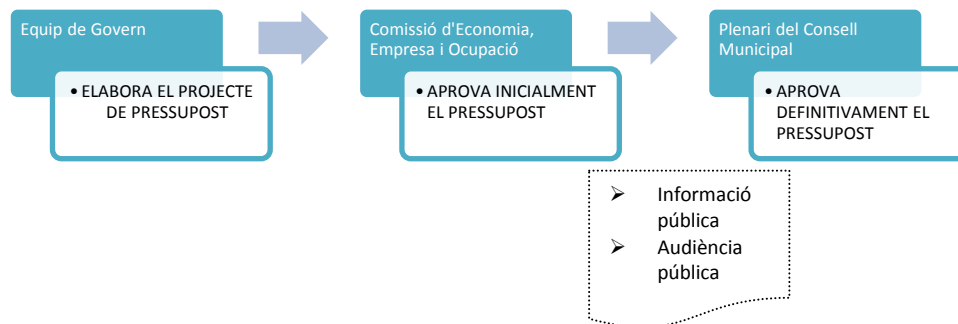 Equip de Govern
• ELABORA EL PROJECTE
DE PRESSUPOST
Comissió d'Economia,
Empresa i Ocupació
• APROVA INICIALMENT
EL PRESSUPOST
Plenari del Consell
Municipal
• APROVA
DEFINITIVAMENT EL
PRESSUPOST
➢ Informació
pública
➢ Audiència
pública